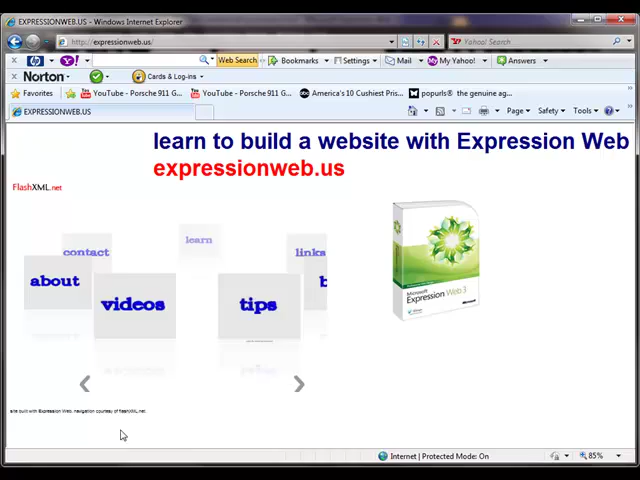 EXPRESSIONWEB.US - Windows Internet Explorer
http://expressionweb.us/
Yahoo! Search
Web Search
Bookmarks
Settings
Mail
My Yahoo!
Answers
Norton
Cards & Log-ins
Favorites
YouTube - Porsche 911 G...
YouTube - Porsche 911 G...
America's 10 Cushiest Pris...
popurls® the genuine ag...
EXPRESSIONWEB.US
Page
Safety
Tools
learn to build a website with Expression Web
expressionweb.us
FlashXML.net
learn
contact
links
about
b
videos
tips
Microsoft
Expression Web 3
site built with Expression Web, navigation courtesy of flashXML.net.
Internet | Protected Mode: On
85%